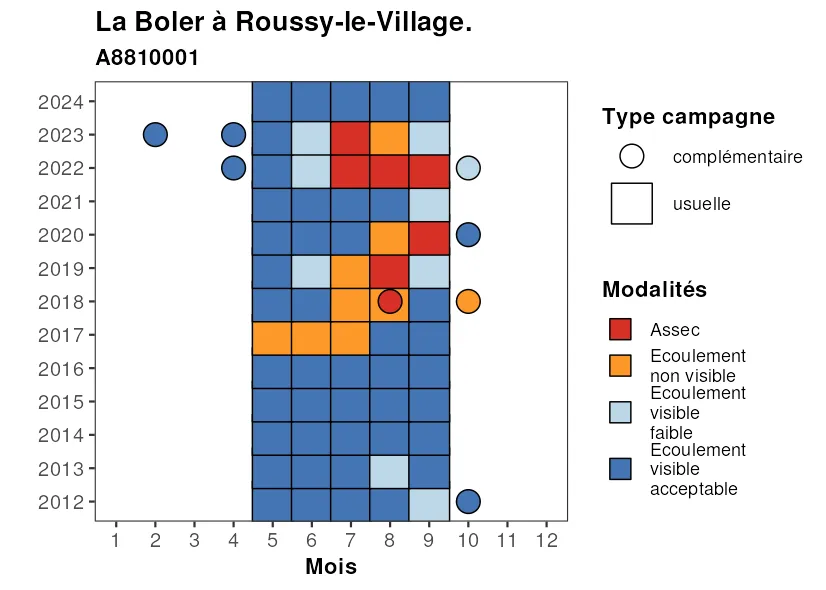 La Boler à Roussy-le-Village.
A8810001
2024
2023
2022
2021
2020
2019
2018
2017
2016
2015
2014
2013
2012
1 2 3 4 5 6 7 8 9 10 11 12
Mois
Type campagne
complémentaire
usuelle
Modalités
Assec
Ecoulement
non visible
Ecoulement
visible
faible
Ecoulement
visible
acceptable